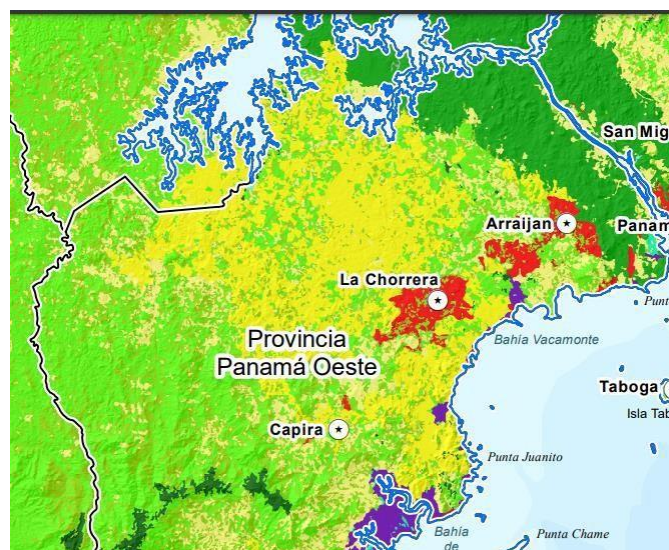 San Mig
Arraijan
Panam
La Chorrera
Punt
Bahía Vacamonte
Provincia
Panamá Oeste
Taboga
Isla Tab
Capira
Punta Juanito
Punta Chame
Bahía
de